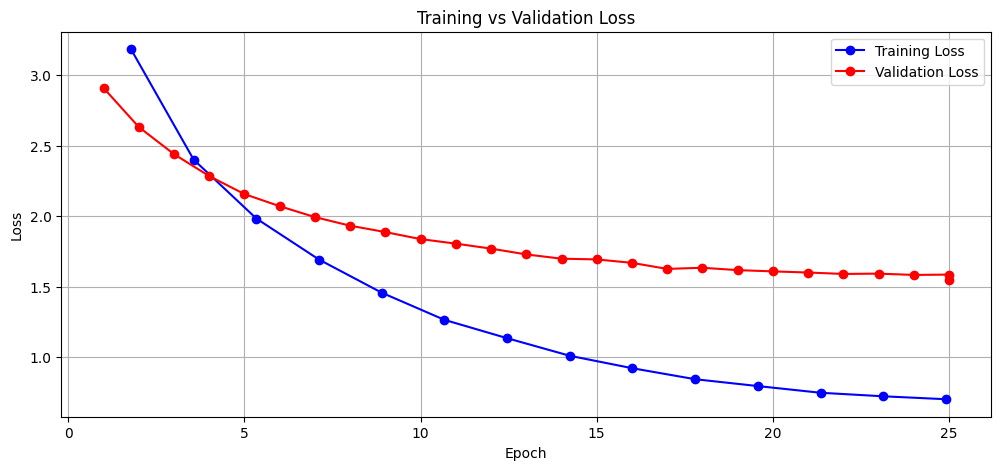 Training vs Validation Loss
Training Loss
Validation Loss
3.0
2.5
2.0
1.5
1.0
Loss
0 5 10 15 20 25
Epoch